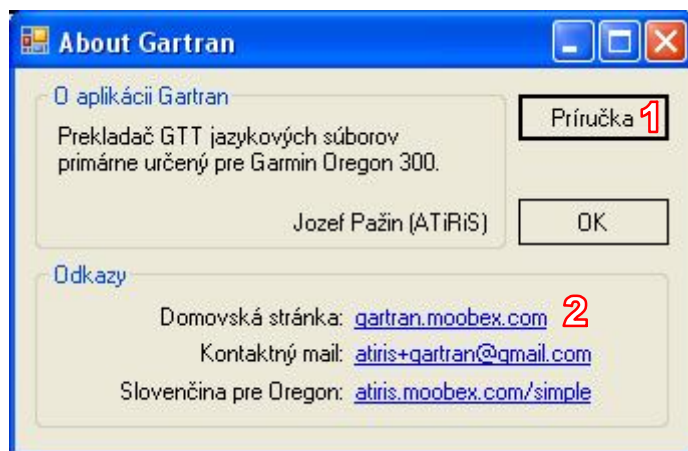 About Gartran
O aplikácii Gartran
Prekladač GTT jazykových súborov
primárne určený pre Garmin Oregon 300.
Jozef Pažin (ATiRiS)
Príručka 1
OK
Odkazy
Domovská stránka: gartran.moobex.com 2
Kontaktný mail: atiris+gartran@gmail.com
Slovenčina pre Oregon: atiris.moobex.com/simple